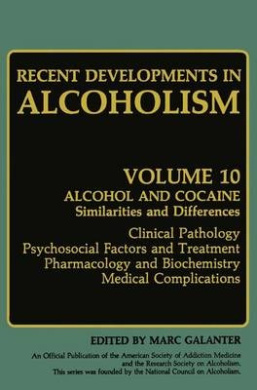 RECENT DEVELOPMENTS IN
ALCOHOLISM
VOLUME 10
ALCOHOL AND COCAINE
Similarities and Differences
Clinical Pathology
Psychosocial Factors and Treatment
Pharmacology and Biochemistry
Medical Complications
EDITED BY MARC GALANTER
An Official Publication of the American Society of Addiction Medicine
and the Research Society on Alcoholism.
This series was founded by the National Council on Alcoholism.